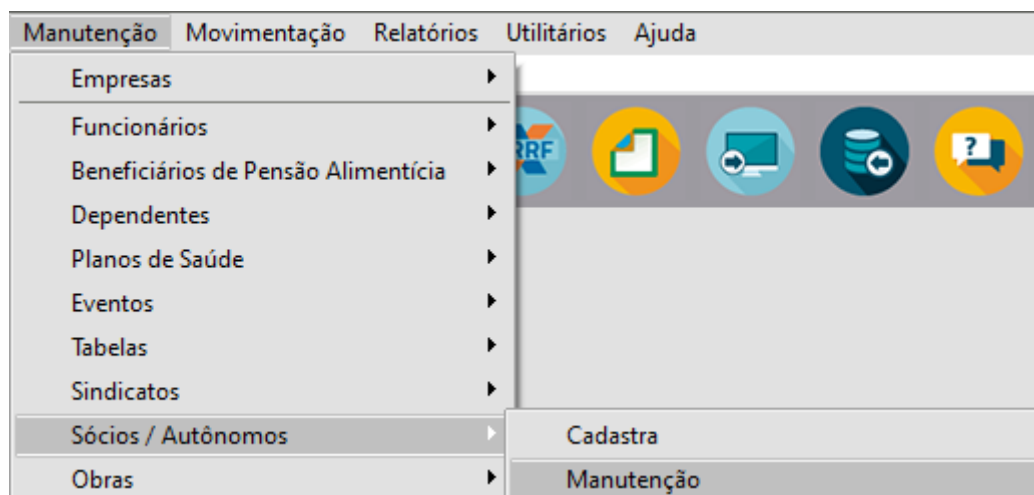 Manutenção Movimentação Relatórios Utilitários Ajuda
Empresas
Funcionários
RRF
?
Beneficiários de Pensão Alimentícia
Dependentes
Planos de Saúde
Eventos
Tabelas
Sindicatos
Sócios / Autônomos
Cadastra
Obras
Manutenção